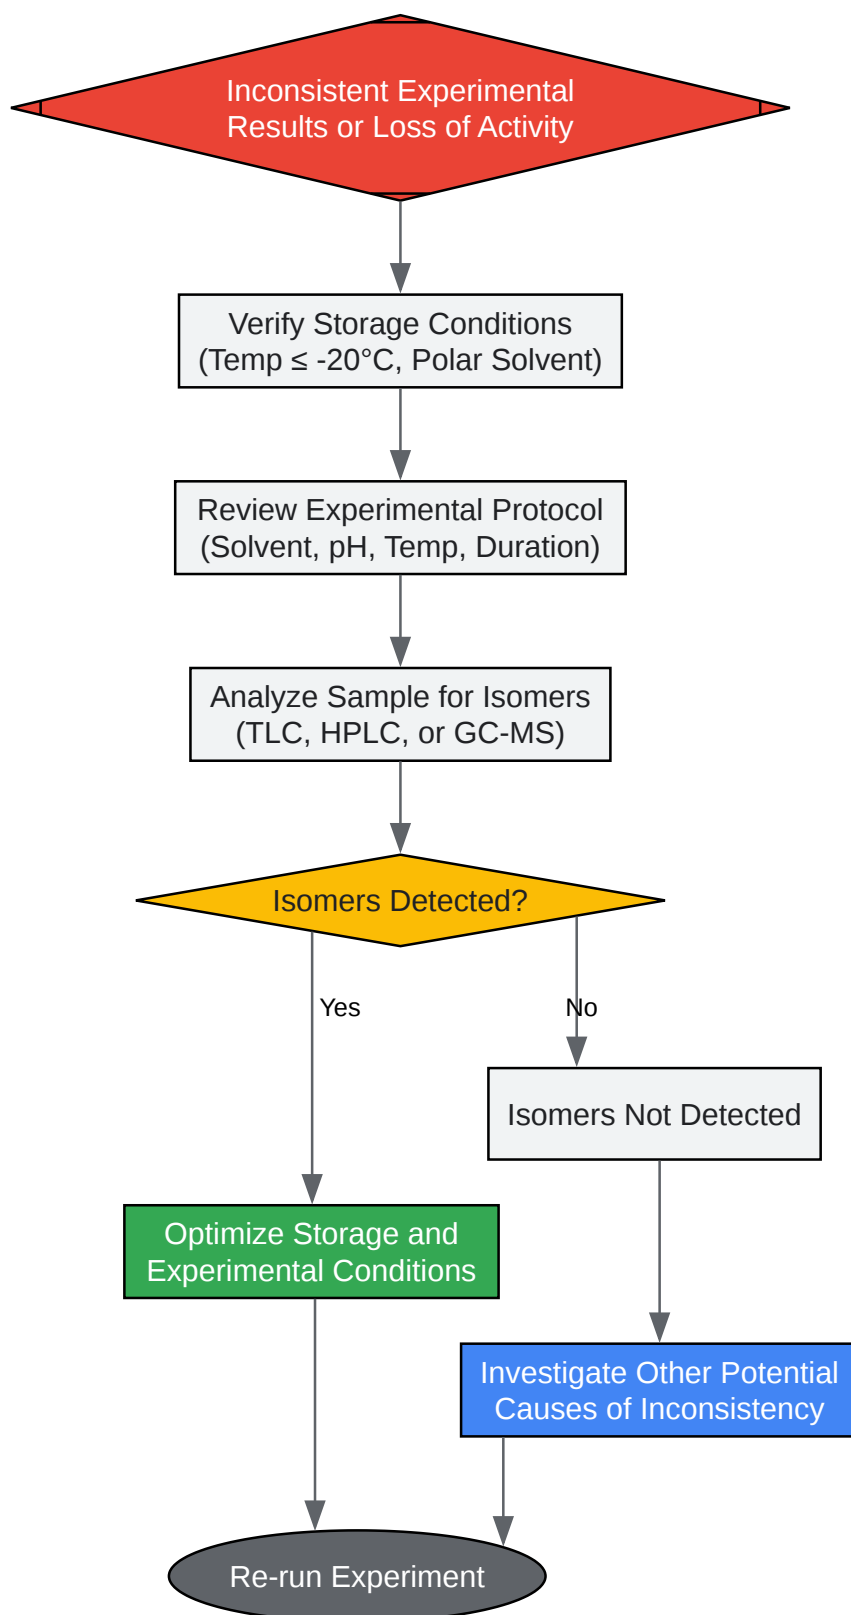 Inconsistent Experimental
Results or Loss of Activity
Verify Storage Conditions
(Temp ≤ -20°C, Polar Solvent)
Review Experimental Protocol
(Solvent, pH, Temp, Duration)
Analyze Sample for Isomers
(TLC, HPLC, or GC-MS)
Isomers Detected?
Yes
No
Isomers Not Detected
Optimize Storage and
Experimental Conditions
Investigate Other Potential
Causes of Inconsistency
Re-run Experiment